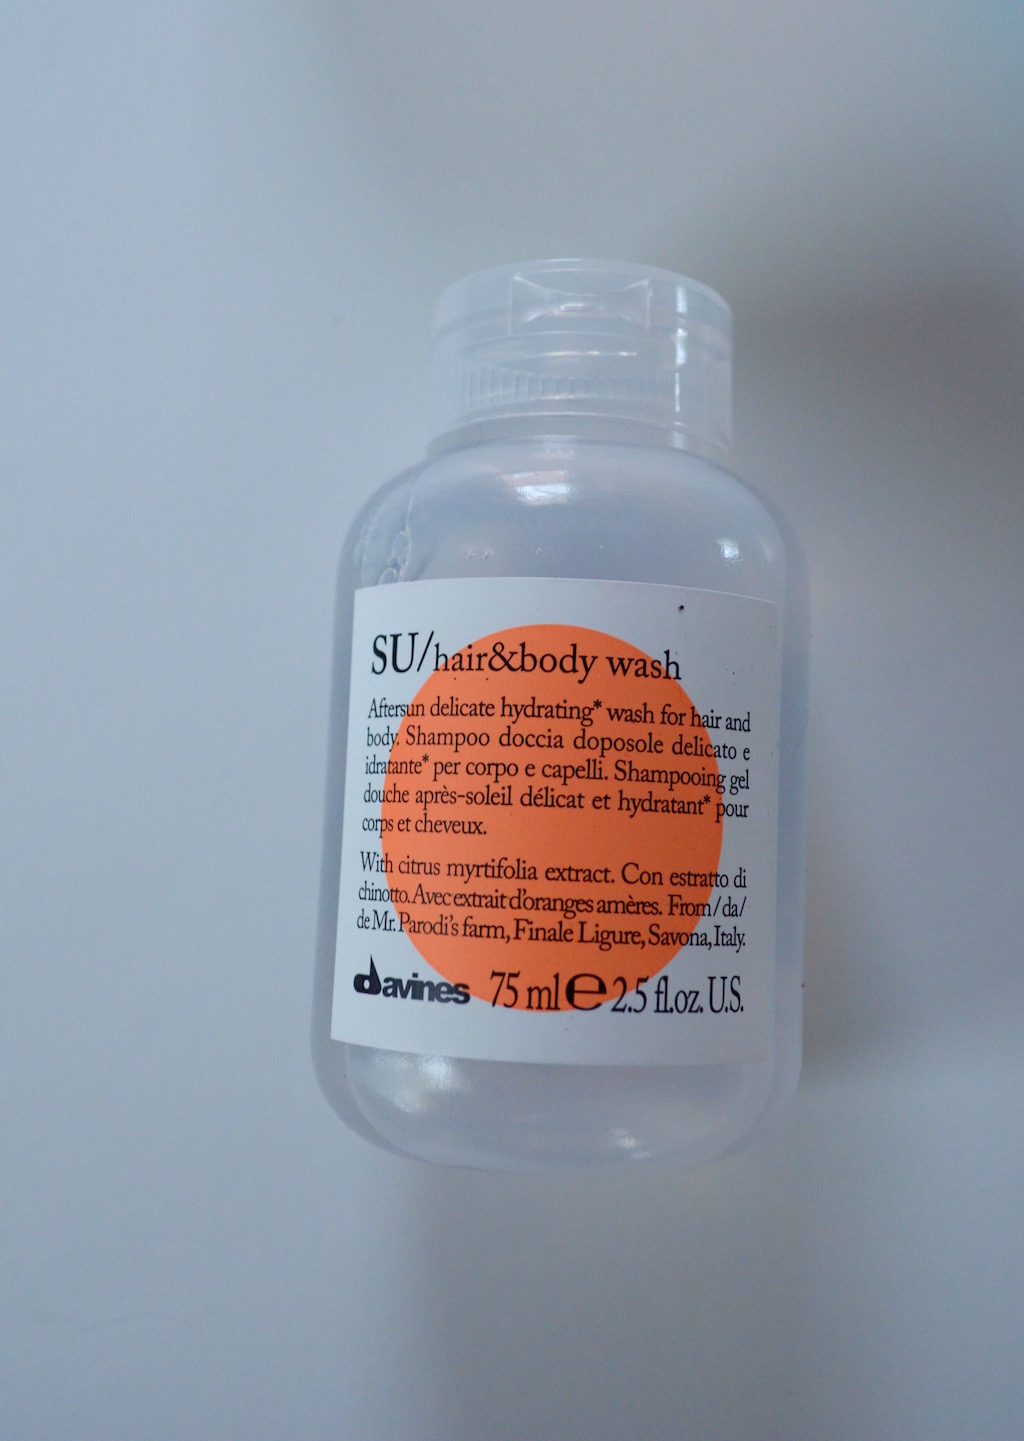 SU/hair&body wash
Aftersun delicate hydrating* wash for hair and
body. Shampoo doccia doposole delicato e
idratante* per corpo e capelli. Shampooing gel
douche après-soleil délicat et hydratant* pour
corps et cheveux.
With citrus myrtifolia extract. Con estratto di
chinotto. Avec extrait d'oranges amères. From/da/
de Mr. Parodi's farm, Finale Ligure, Savona, Italy.
davines 75 ml ℮ 2.5 fl.oz. U.S.